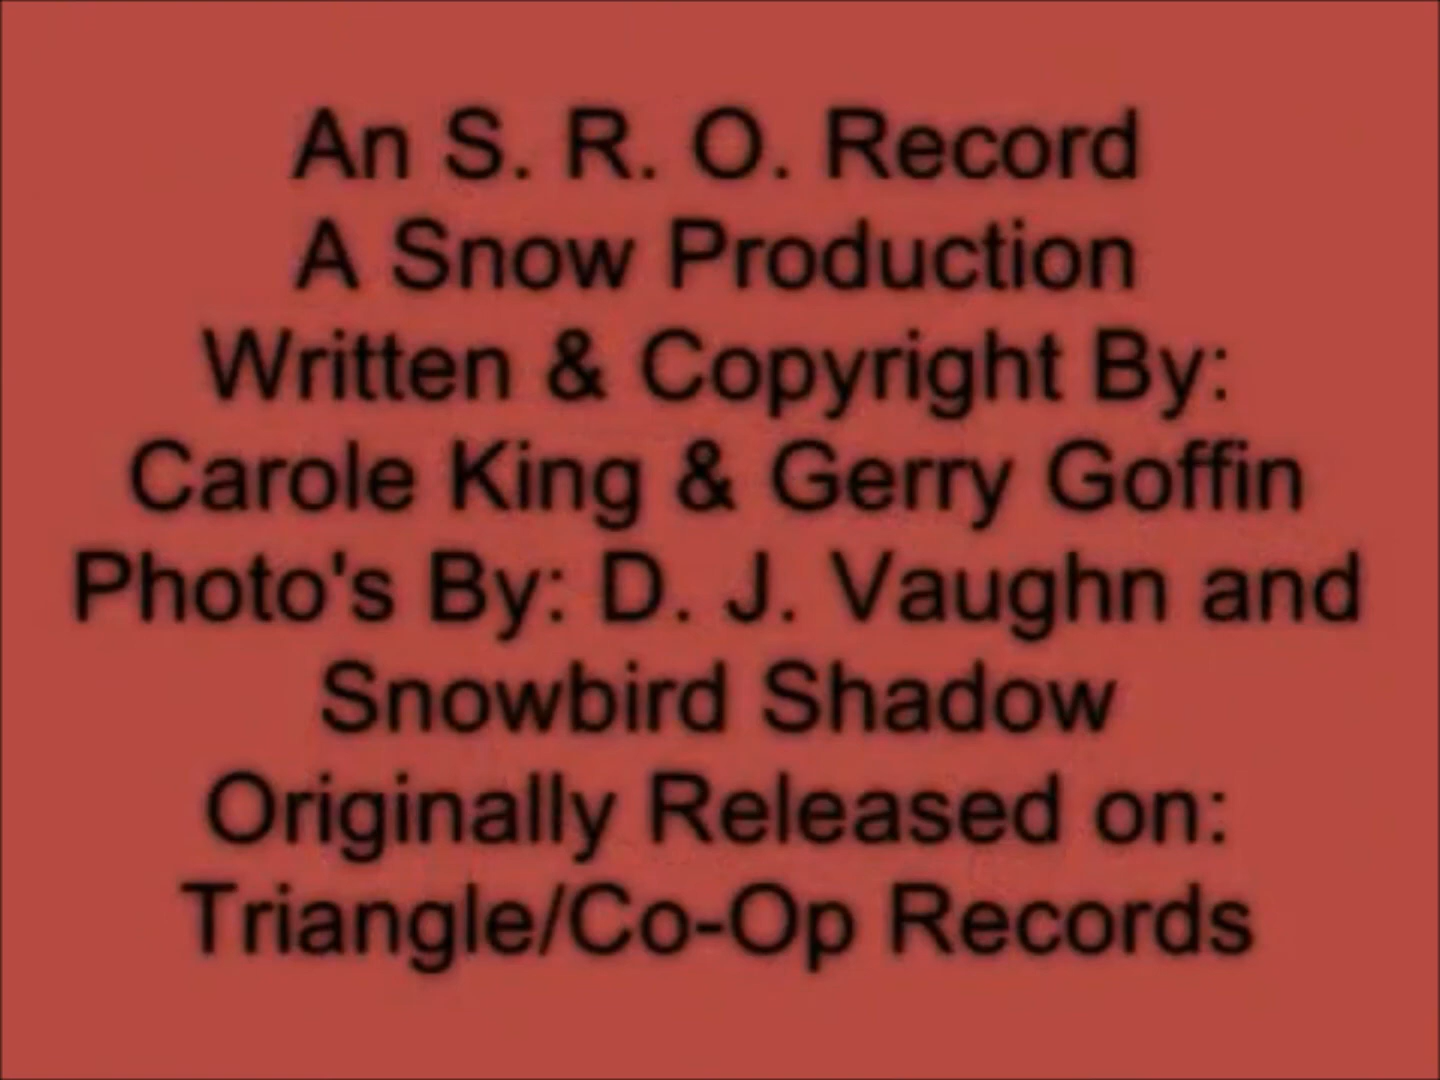 An S. R. O. Record
A Snow Production
Written & Copyright By:
Carole King & Gerry Goffin
Photo's By: D. J. Vaughn and
Snowbird Shadow
Originally Released on:
Triangle/Co-Op Records